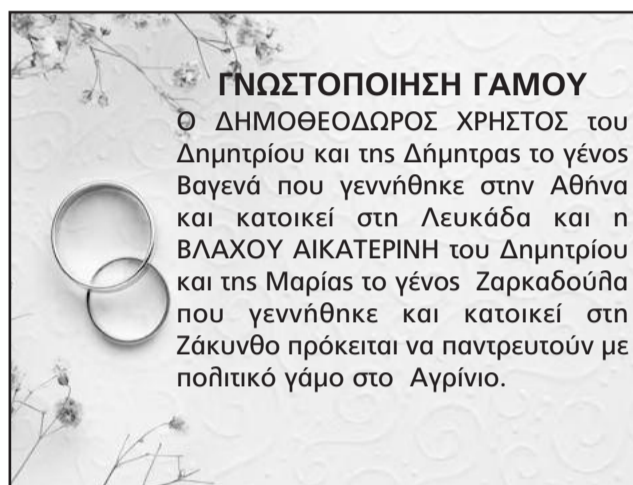 ΓΝΩΣΤΟΠΟΙΗΣΗ ΓΑΜΟΥ
Ο ΔΗΜΟΘΕΟΔΩΡΟΣ ΧΡΗΣΤΟΣ του
Δημητρίου και της Δήμητρας το γένος
Βαγενά που γεννήθηκε στην Αθήνα
και κατοικεί στη Λευκάδα και η
ΒΛΑΧΟΥ ΑΙΚΑΤΕΡΙΝΗ του Δημητρίου
και της Μαρίας το γένος Ζαρκαδούλα
που γεννήθηκε και κατοικεί στη
Ζάκυνθο πρόκειται να παντρευτούν με
πολιτικό γάμο στο Αγρίνιο.